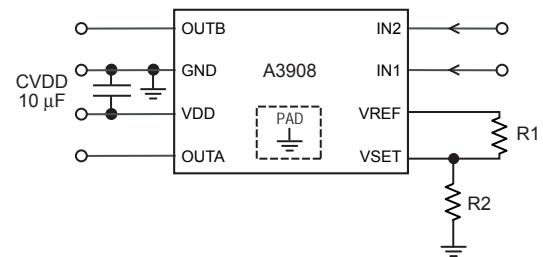 OUTB
IN2
GND
A3908
IN1
CVDD
10 μF
VDD
PAD
VREF
R1
OUTA
VSET
R2